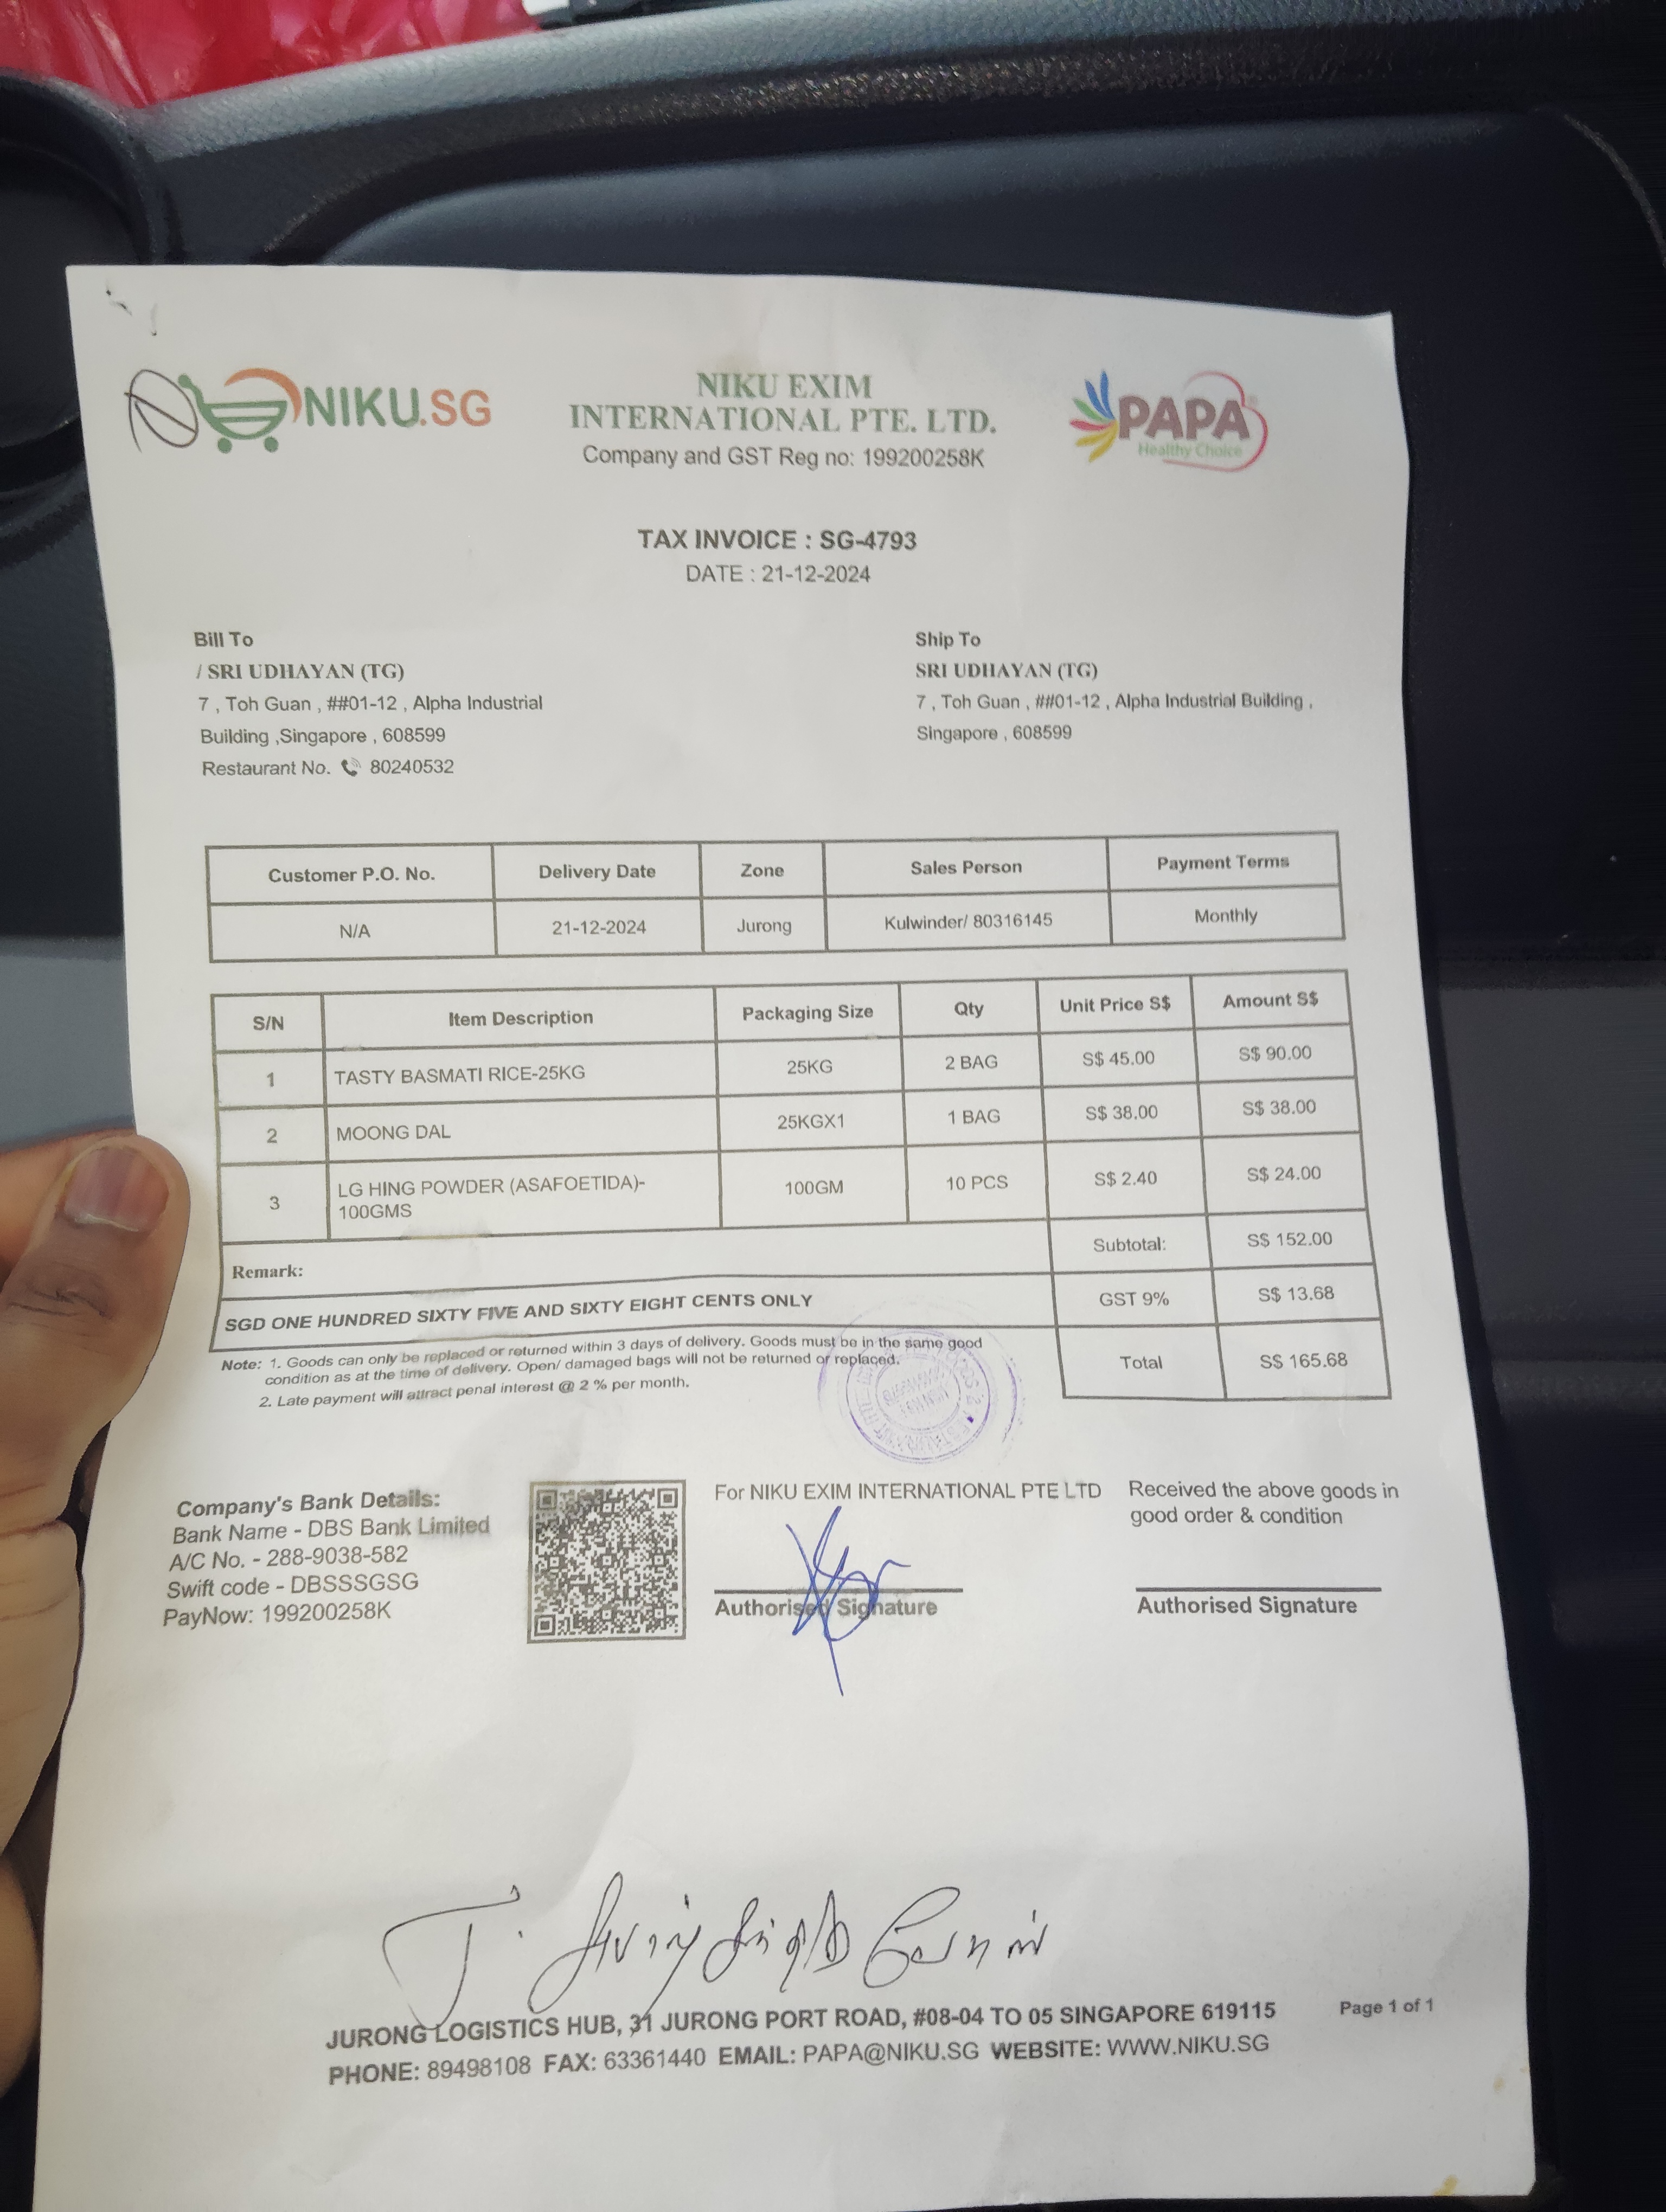 NIKU.SG
NIKU EXIM
INTERNATIONAL PTE. LTD.
Company and GST Reg no: 199200258K
PAPA
Healthy Choice
TAX INVOICE : SG-4793
DATE : 21-12-2024
Bill To
/ SRI UDHAYAN (TG)
7 , Toh Guan , ##01-12 , Alpha Industrial
Building ,Singapore , 608599
Restaurant No. 80240532
Ship To
SRI UDHAYAN (TG)
7 , Toh Guan , ##01-12 , Alpha Industrial Building ,
Singapore , 608599
Customer P.O. No. Delivery Date Zone Sales Person Payment Terms
N/A 21-12-2024 Jurong Kulwinder/ 80316145 Monthly
S/N Item Description Packaging Size Qty Unit Price S$ Amount S$
1 TASTY BASMATI RICE-25KG 25KG 2 BAG S$ 45.00 S$ 90.00
2 MOONG DAL 25KGX1 1 BAG S$ 38.00 S$ 38.00
3 LG HING POWDER (ASAFOETIDA)- 100GM 10 PCS S$ 2.40 S$ 24.00
100GMS
Subtotal: S$ 152.00
Remark:
GST 9% S$ 13.68
SGD ONE HUNDRED SIXTY FIVE AND SIXTY EIGHT CENTS ONLY
Total S$ 165.68
Note: 1. Goods can only be replaced or returned within 3 days of delivery. Goods must be in the same good
condition as at the time of delivery. Open/ damaged bags will not be returned or replaced.
2. Late payment will attract penal interest @ 2 % per month.
Company's Bank Details:
Bank Name - DBS Bank Limited
A/C No. - 288-9038-582
Swift code - DBSSSGSG
PayNow: 199200258K
For NIKU EXIM INTERNATIONAL PTE LTD
Authorised Signature
Received the above goods in
good order & condition
Authorised Signature
JURONG LOGISTICS HUB, 31 JURONG PORT ROAD, #08-04 TO 05 SINGAPORE 619115
PHONE: 89498108 FAX: 63361440 EMAIL: PAPA@NIKU.SG WEBSITE: WWW.NIKU.SG
Page 1 of 1